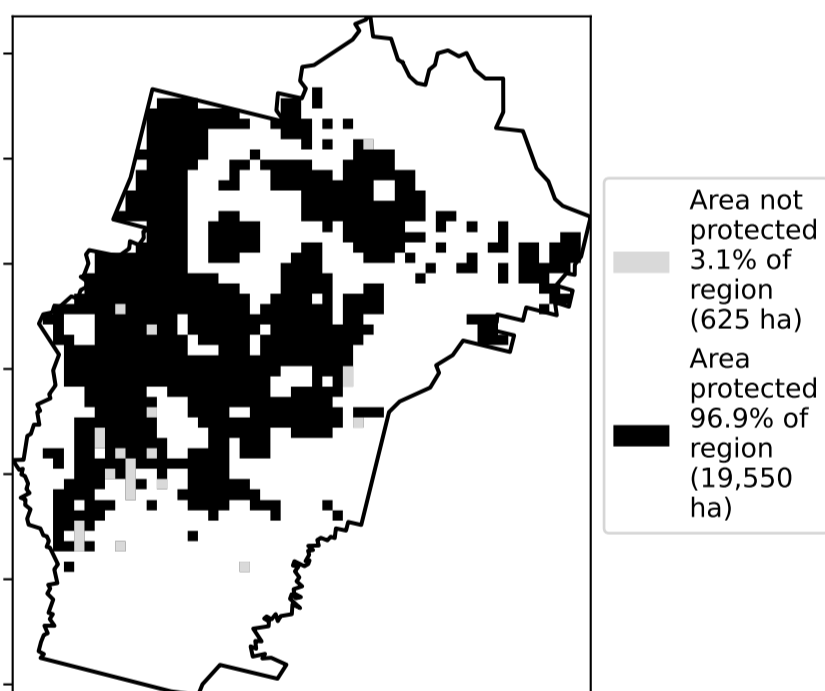 Area not
protected
3.1% of
region
(625 ha)
Area
protected
96.9% of
region
(19,550
ha)